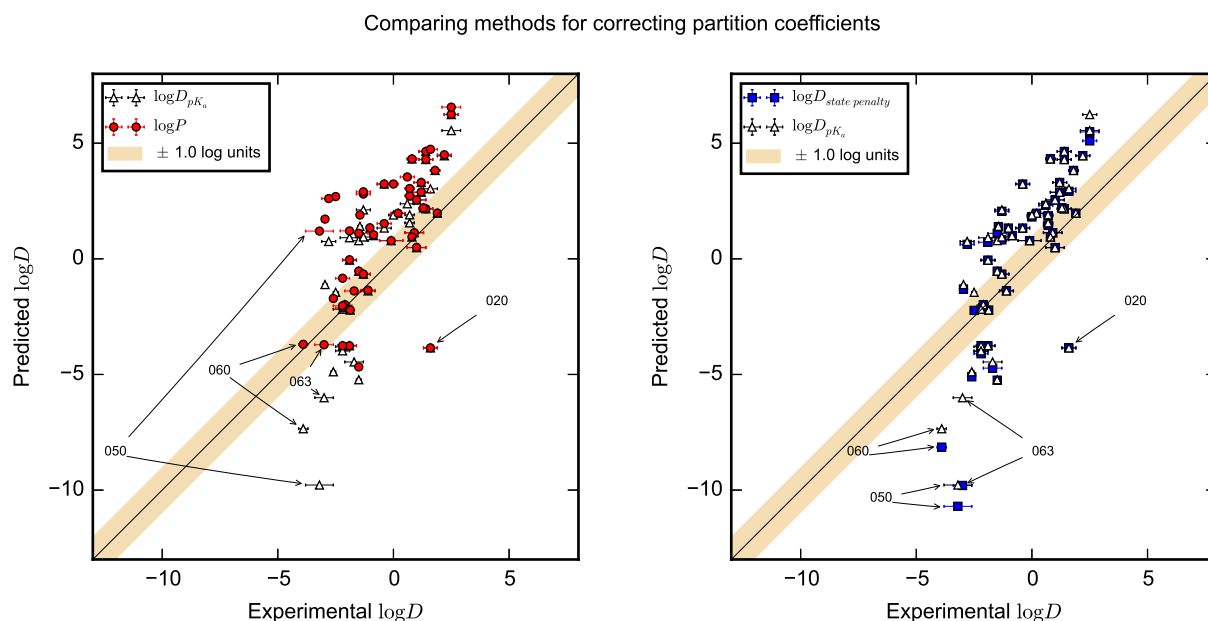 Comparing methods for correcting partition coefficients
logD_{pK_a}
logP
± 1.0 log units
020
060
063
050
5
0
−5
−10
−10
−5
0
5
Predicted logD
Experimental logD
logD_{state penalty}
logD_{pK_a}
± 1.0 log units
020
060
063
050
5
0
−5
−10
−10
−5
0
5
Predicted logD
Experimental logD